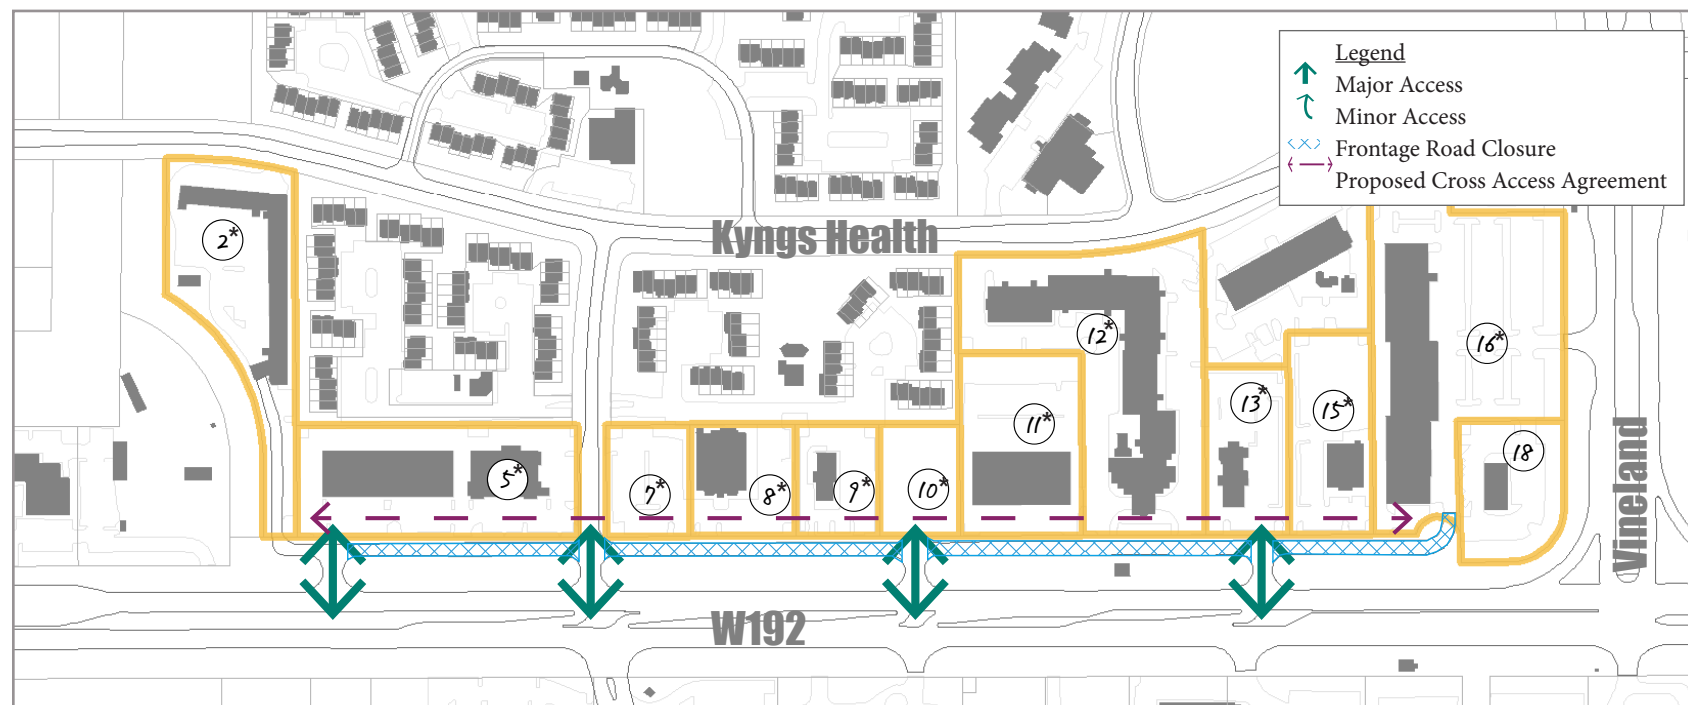 Legend
Major Access
Minor Access
Frontage Road Closure
Proposed Cross Access Agreement
Kyngs Health
2*
12*
16*
11*
13*
15*
18
5*
7*
8*
9*
10*
Vineland
W192